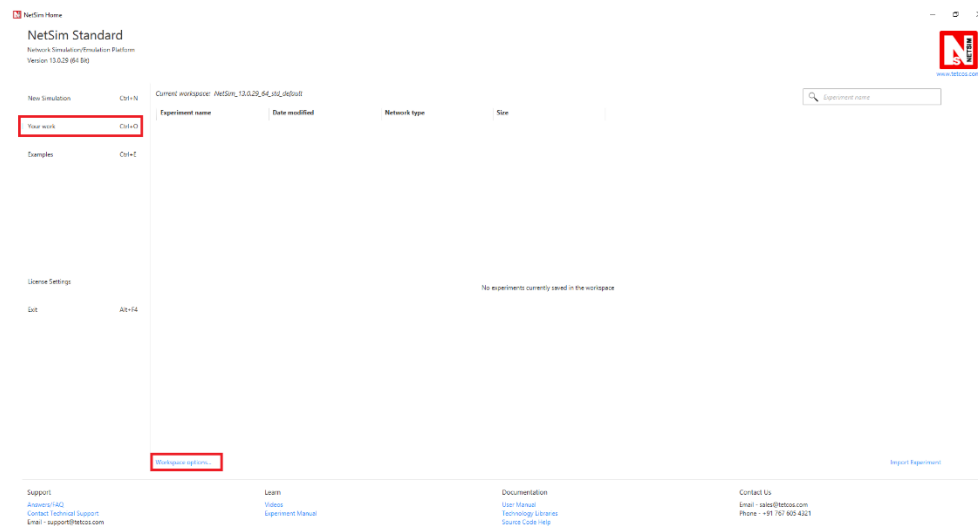 NetSim Home
NetSim Standard
Network Simulation/Emulation Platform
Version 13.0.29 (64 Bit)
NETSIM
www.tetcos.com
New Simulation Ctrl+N
Your work Ctrl+O
Examples Ctrl+E
License Settings
Exit Alt+F4
Current workspace: NetSim_13.0.29_64_std_default
Experiment name
Experiment name Date modified Network type Size
No experiments currently saved in the workspace
Workspace options...
Import Experiment
Support
Answers/FAQ
Contact Technical Support
Email - support@tetcos.com
Learn
Videos
Experiment Manual
Documentation
User Manual
Technology Libraries
Source Code Help
Contact Us
Email - sales@tetcos.com
Phone - +91 767 605 4321